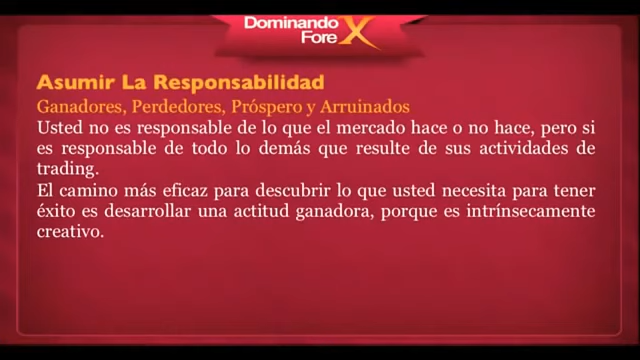 Dominando
ForeX
Asumir La Responsabilidad
Ganadores, Perdedores, Próspero y Arruinados
Usted no es responsable de lo que el mercado hace o no hace, pero si
es responsable de todo lo demás que resulte de sus actividades de
trading.
El camino más eficaz para descubrir lo que usted necesita para tener
éxito es desarrollar una actitud ganadora, porque es intrínsecamente
creativo.